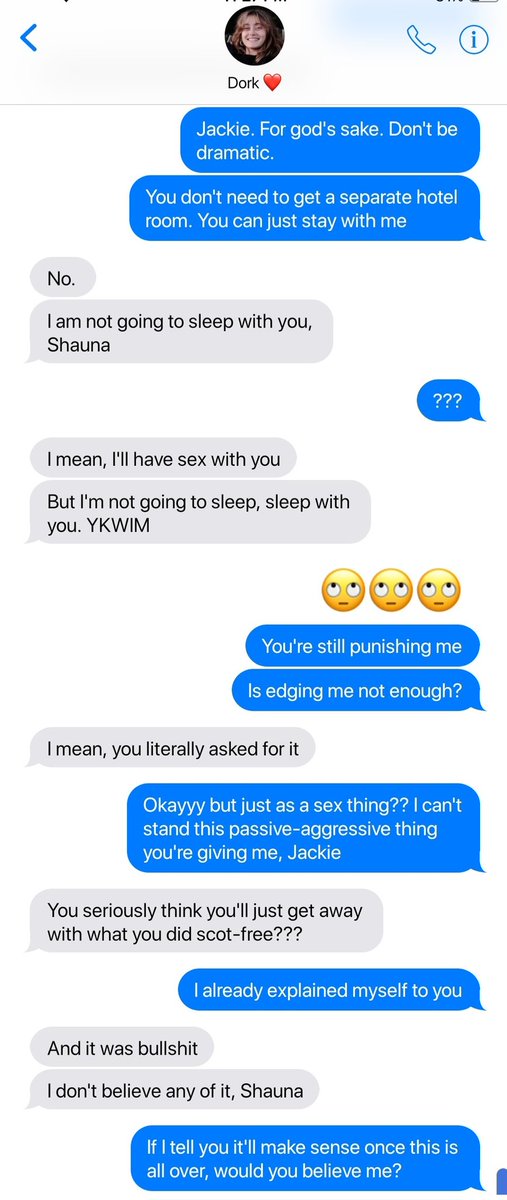 Dork ❤️
Jackie. For god's sake. Don't be
dramatic.
You don't need to get a separate hotel
room. You can just stay with me
No.
I am not going to sleep with you,
Shauna
???
I mean, I'll have sex with you
But I'm not going to sleep, sleep with
you. YKWIM
🙄🙄🙄
You're still punishing me
Is edging me not enough?
I mean, you literally asked for it
Okayyy but just as a sex thing?? I can't
stand this passive-aggressive thing
you're giving me, Jackie
You seriously think you'll just get away
with what you did scot-free???
I already explained myself to you
And it was bullshit
I don't believe any of it, Shauna
If I tell you it'll make sense once this is
all over, would you believe me?